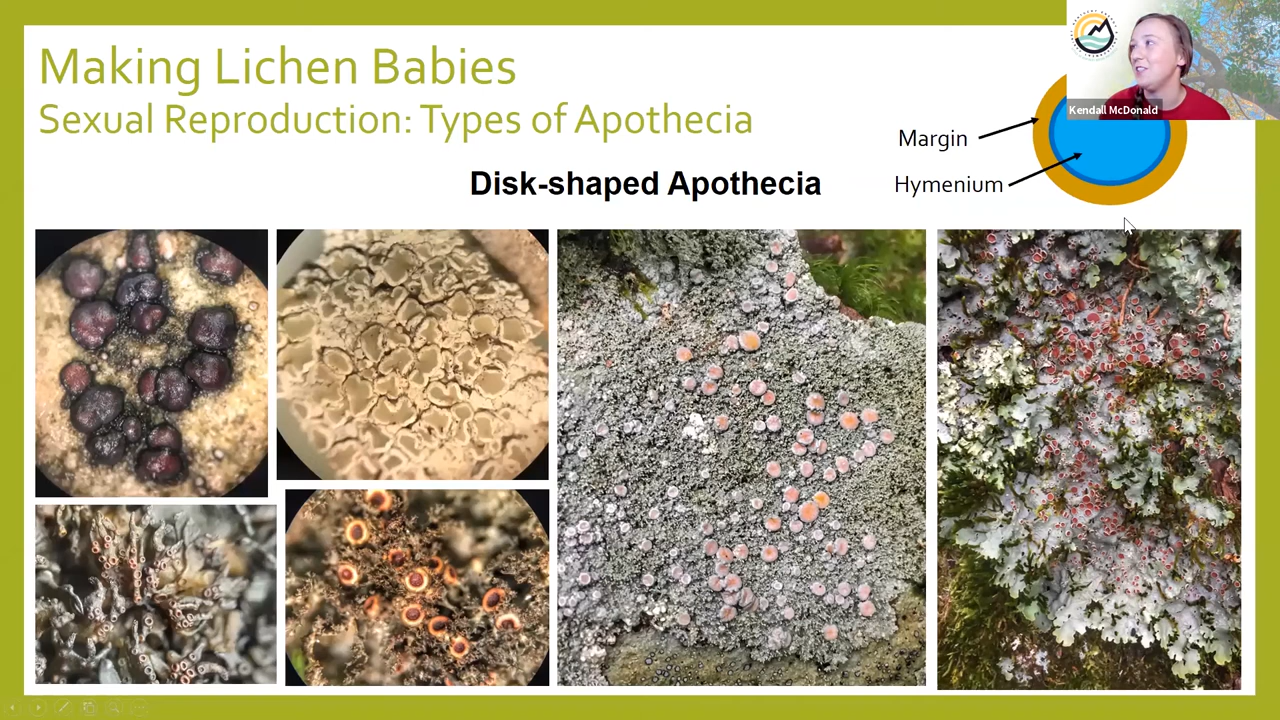 Making Lichen Babies
Sexual Reproduction: Types of Apothecia
Kendall McDonald
Margin
Hymenium
Disk-shaped Apothecia